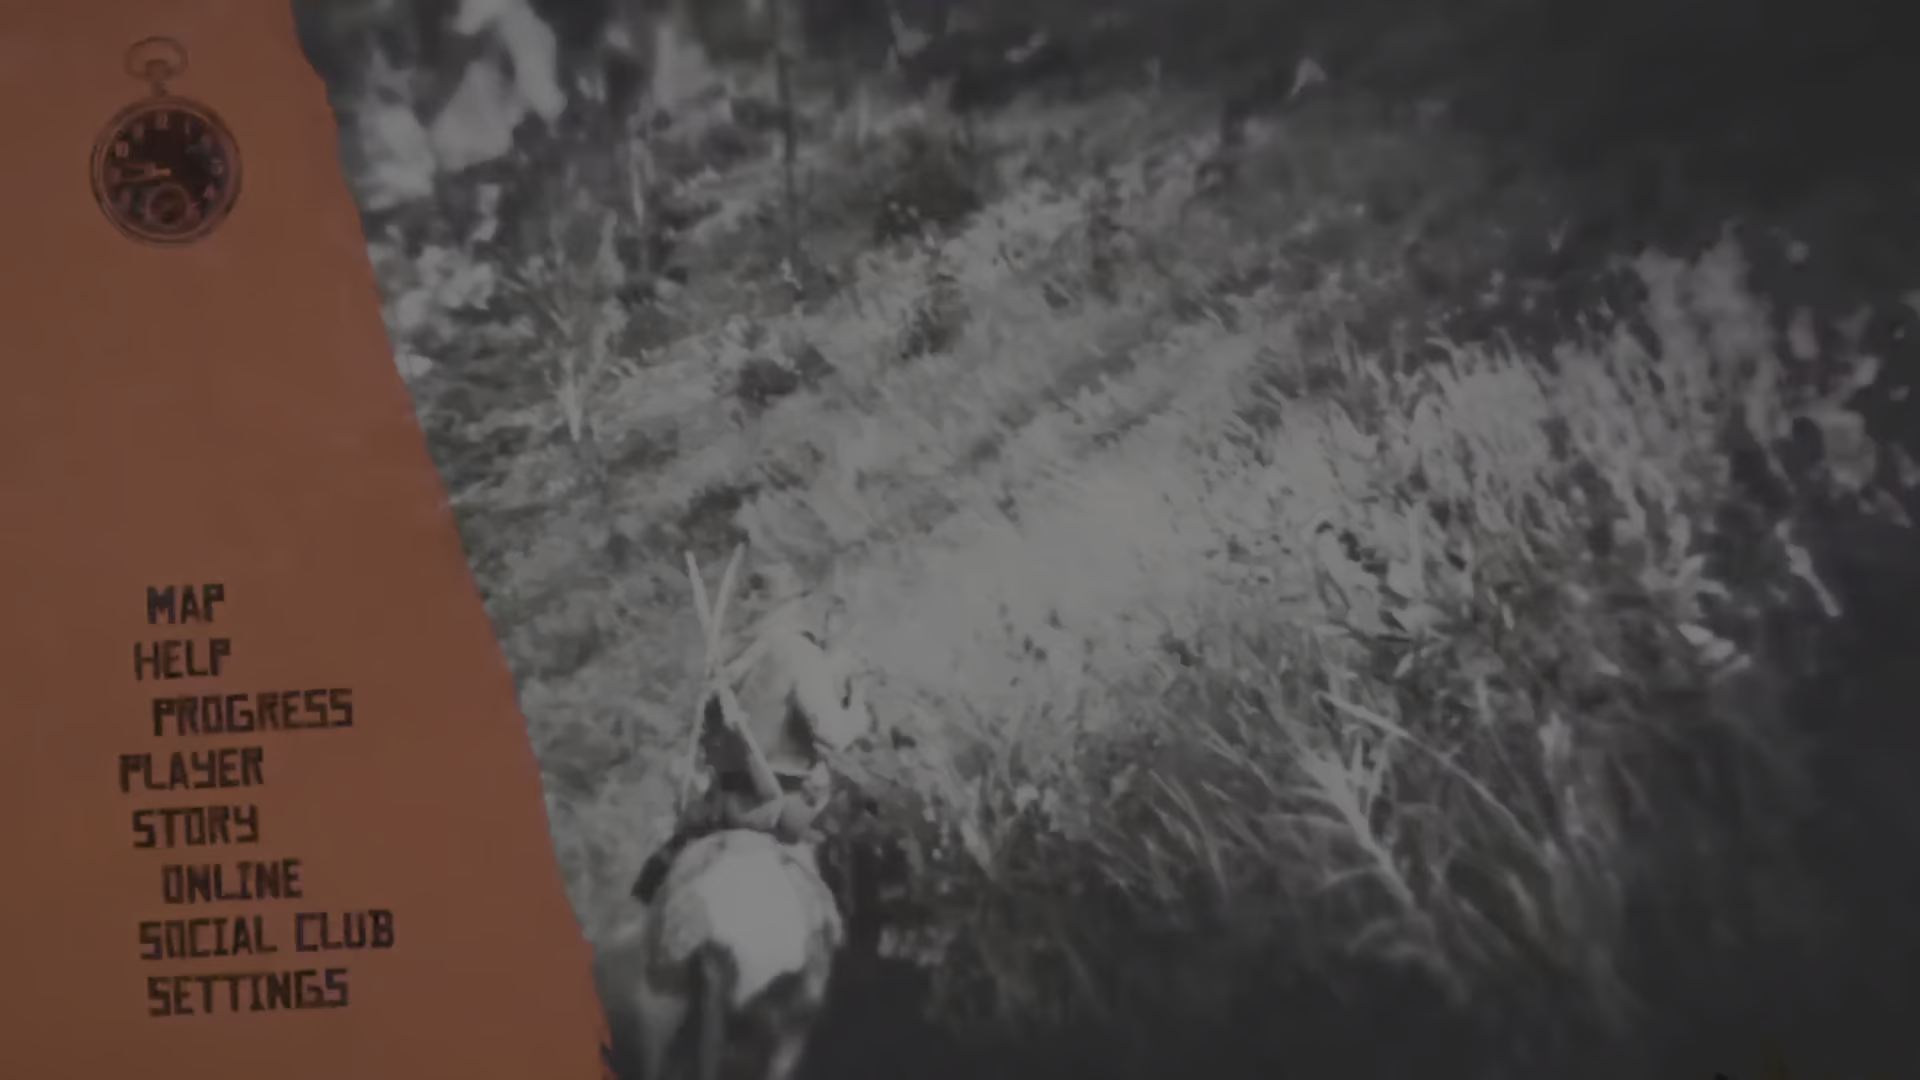 MAP
HELP
PROGRESS
PLAYER
STORY
ONLINE
SOCIAL CLUB
SETTINGS